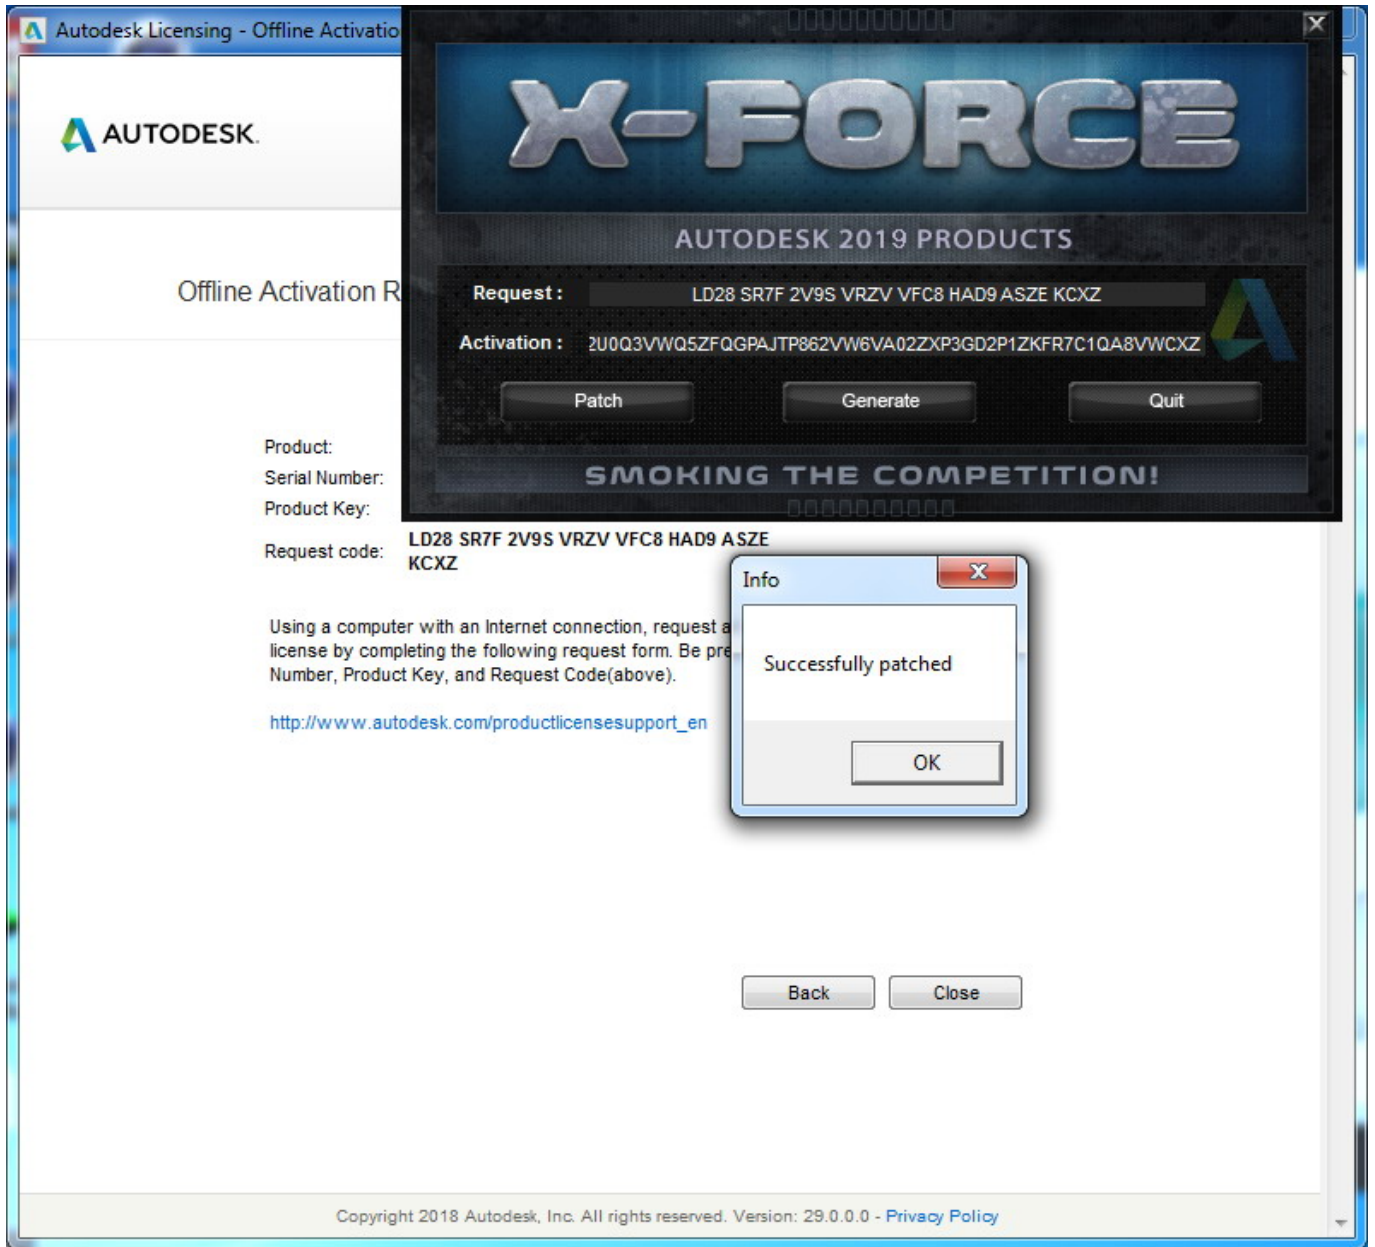 Autodesk Licensing - Offline Activatio
AUTODESK.
X-FORCE
AUTODESK 2019 PRODUCTS
Offline Activation R
Request :
LD28 SR7F 2V9S VRZV VFC8 HAD9 ASZE KCXZ
Activation :
2U0Q3VWQ5ZFQGPAJTP862VW6VA02ZXP3GD2P1ZKFR7C1QA8VWCXZ
Patch
Generate
Quit
SMOKING THE COMPETITION!
Product:
Serial Number:
Product Key:
Request code:
LD28 SR7F 2V9S VRZV VFC8 HAD9 ASZE
KCXZ
Using a computer with an Internet connection, request a
license by completing the following request form. Be pre
Number, Product Key, and Request Code(above).
http://www.autodesk.com/productlicensesupport_en
Info
Successfully patched
OK
Back
Close
Copyright 2018 Autodesk, Inc. All rights reserved. Version: 29.0.0.0 - Privacy Policy